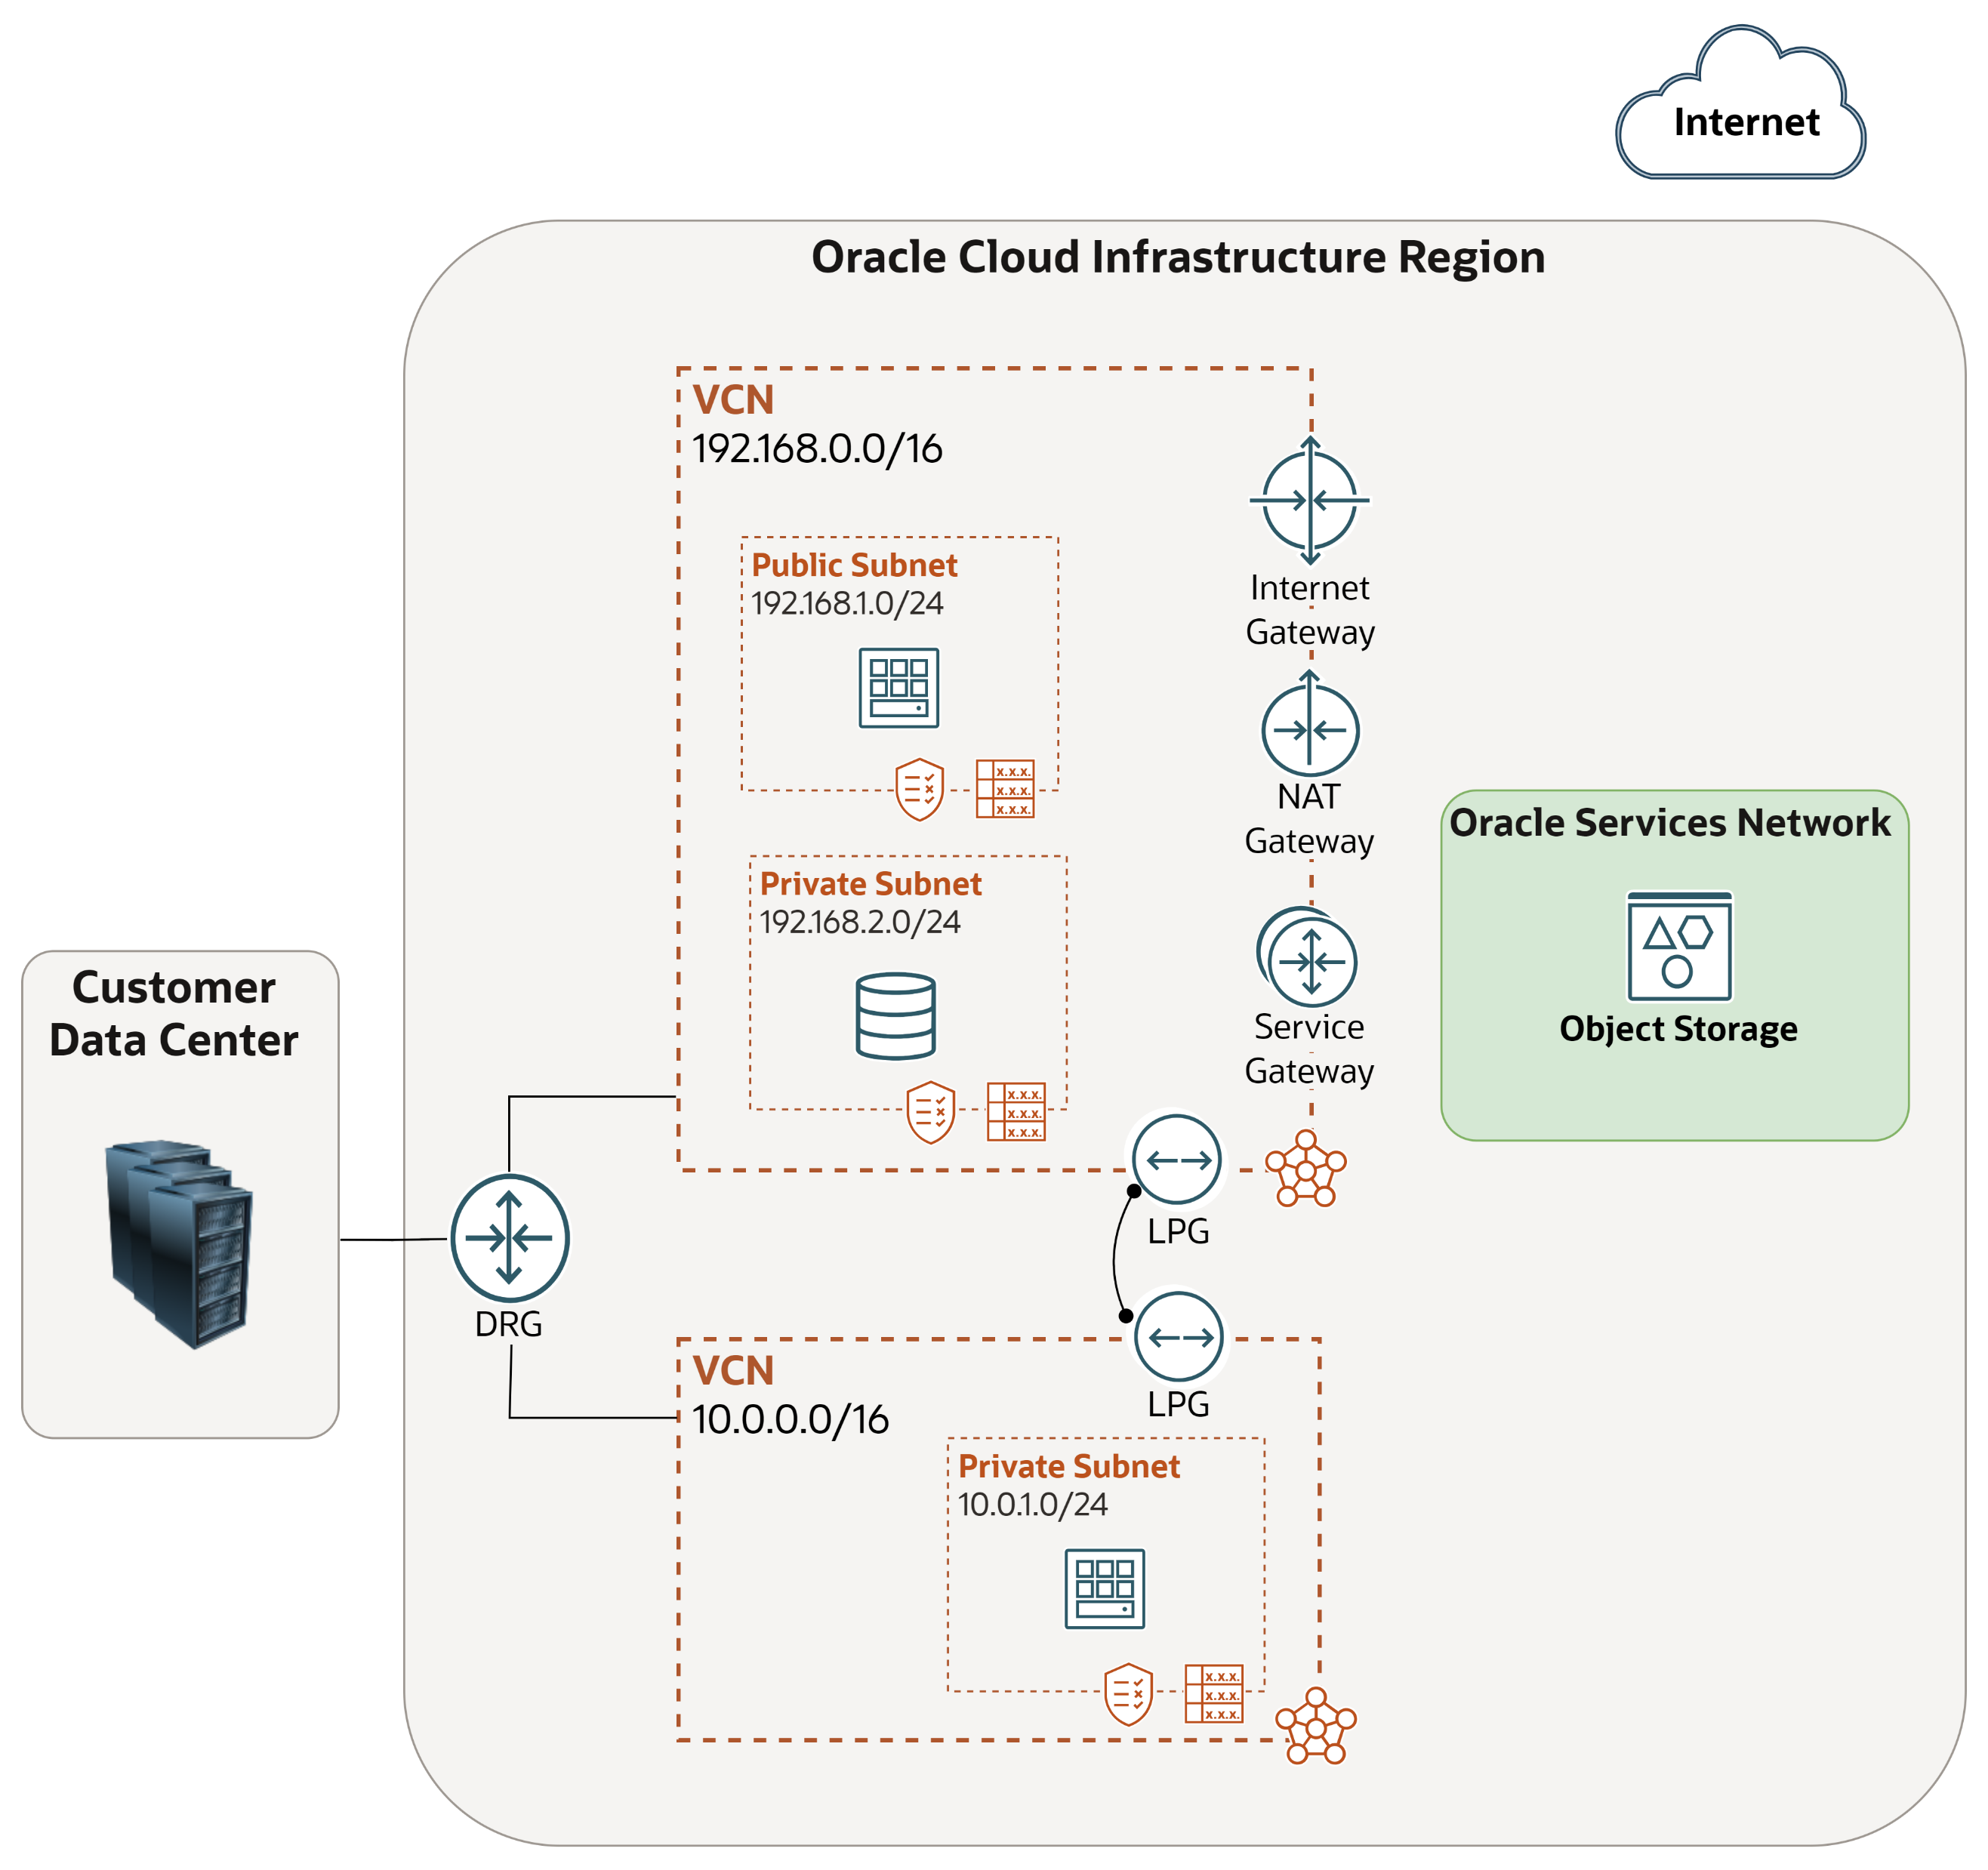 Internet
Oracle Cloud Infrastructure Region
VCN
192.168.0.0/16
Public Subnet
192.168.1.0/24
x.x.x.
x.x.x.
x.x.x.
Internet
Gateway
NAT
Gateway
Private Subnet
192.168.2.0/24
x.x.x.
x.x.x.
x.x.x.
Service
Gateway
Oracle Services Network
Object Storage
Customer
Data Center
DRG
LPG
LPG
VCN
10.0.0.0/16
Private Subnet
10.0.1.0/24
x.x.x.
x.x.x.
x.x.x.